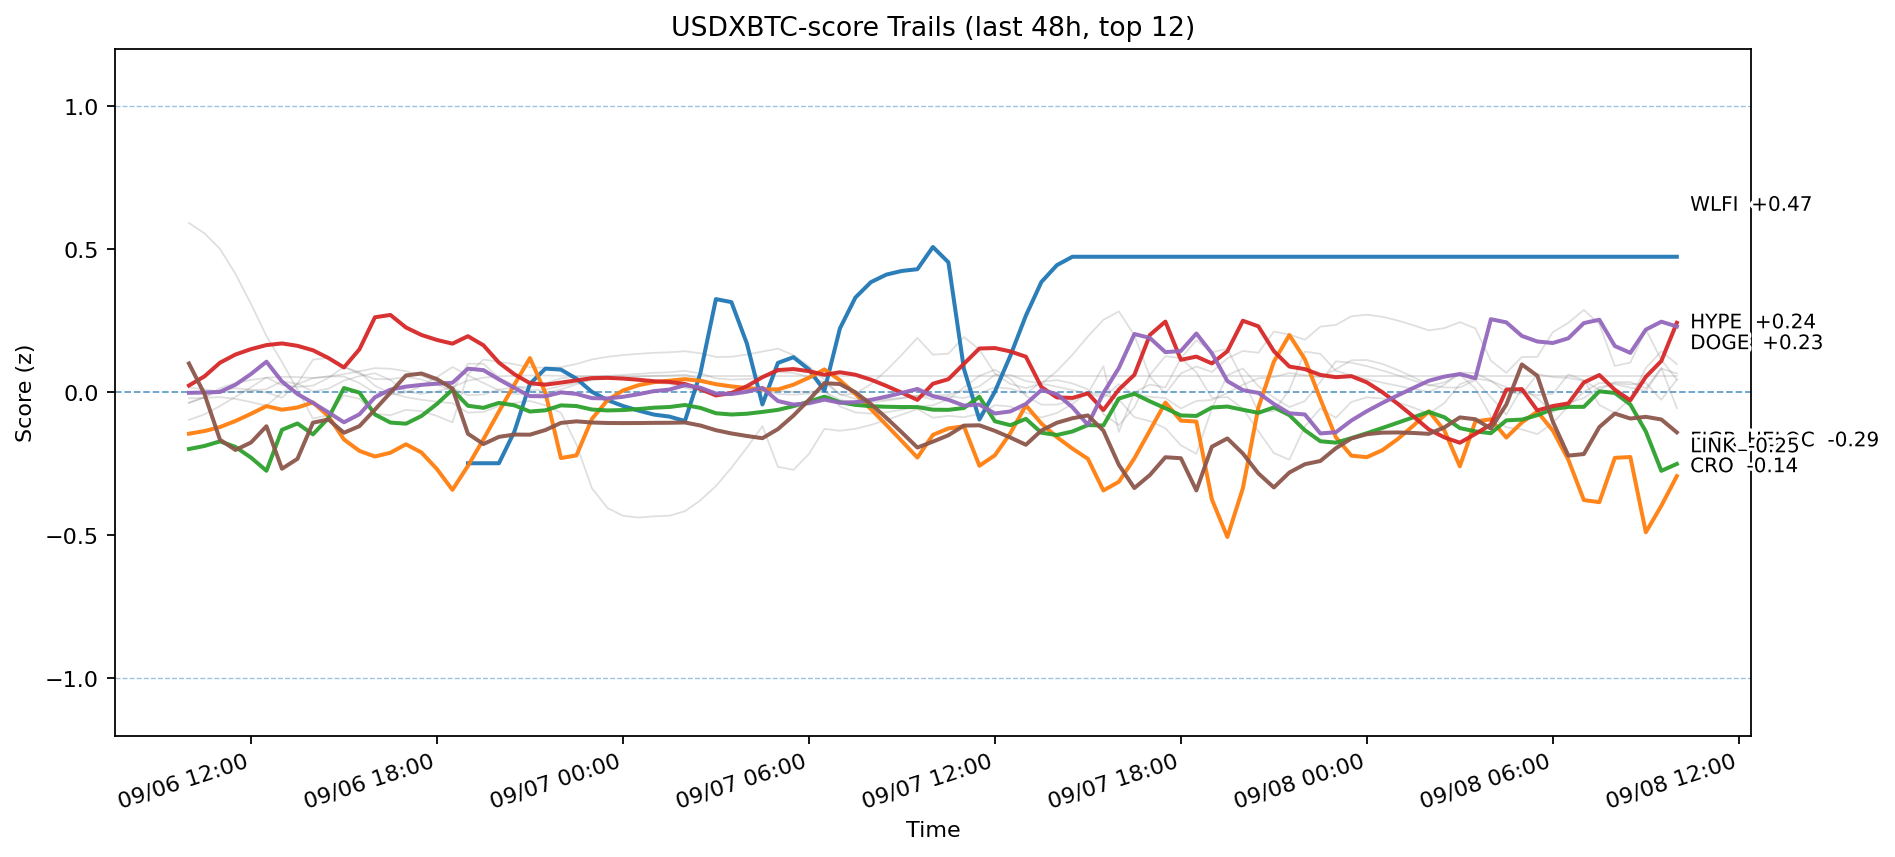 USDXBTC-score Trails (last 48h, top 12)
Score (z)
1.0
0.5
0.0
−0.5
−1.0
WLFI +0.47
HYPE +0.24
DOGE +0.23
-0.29
LINK -0.25
CRO -0.14
09/06 12:00
09/06 18:00
09/07 00:00
09/07 06:00
09/07 12:00
09/07 18:00
09/08 00:00
09/08 06:00
09/08 12:00
Time